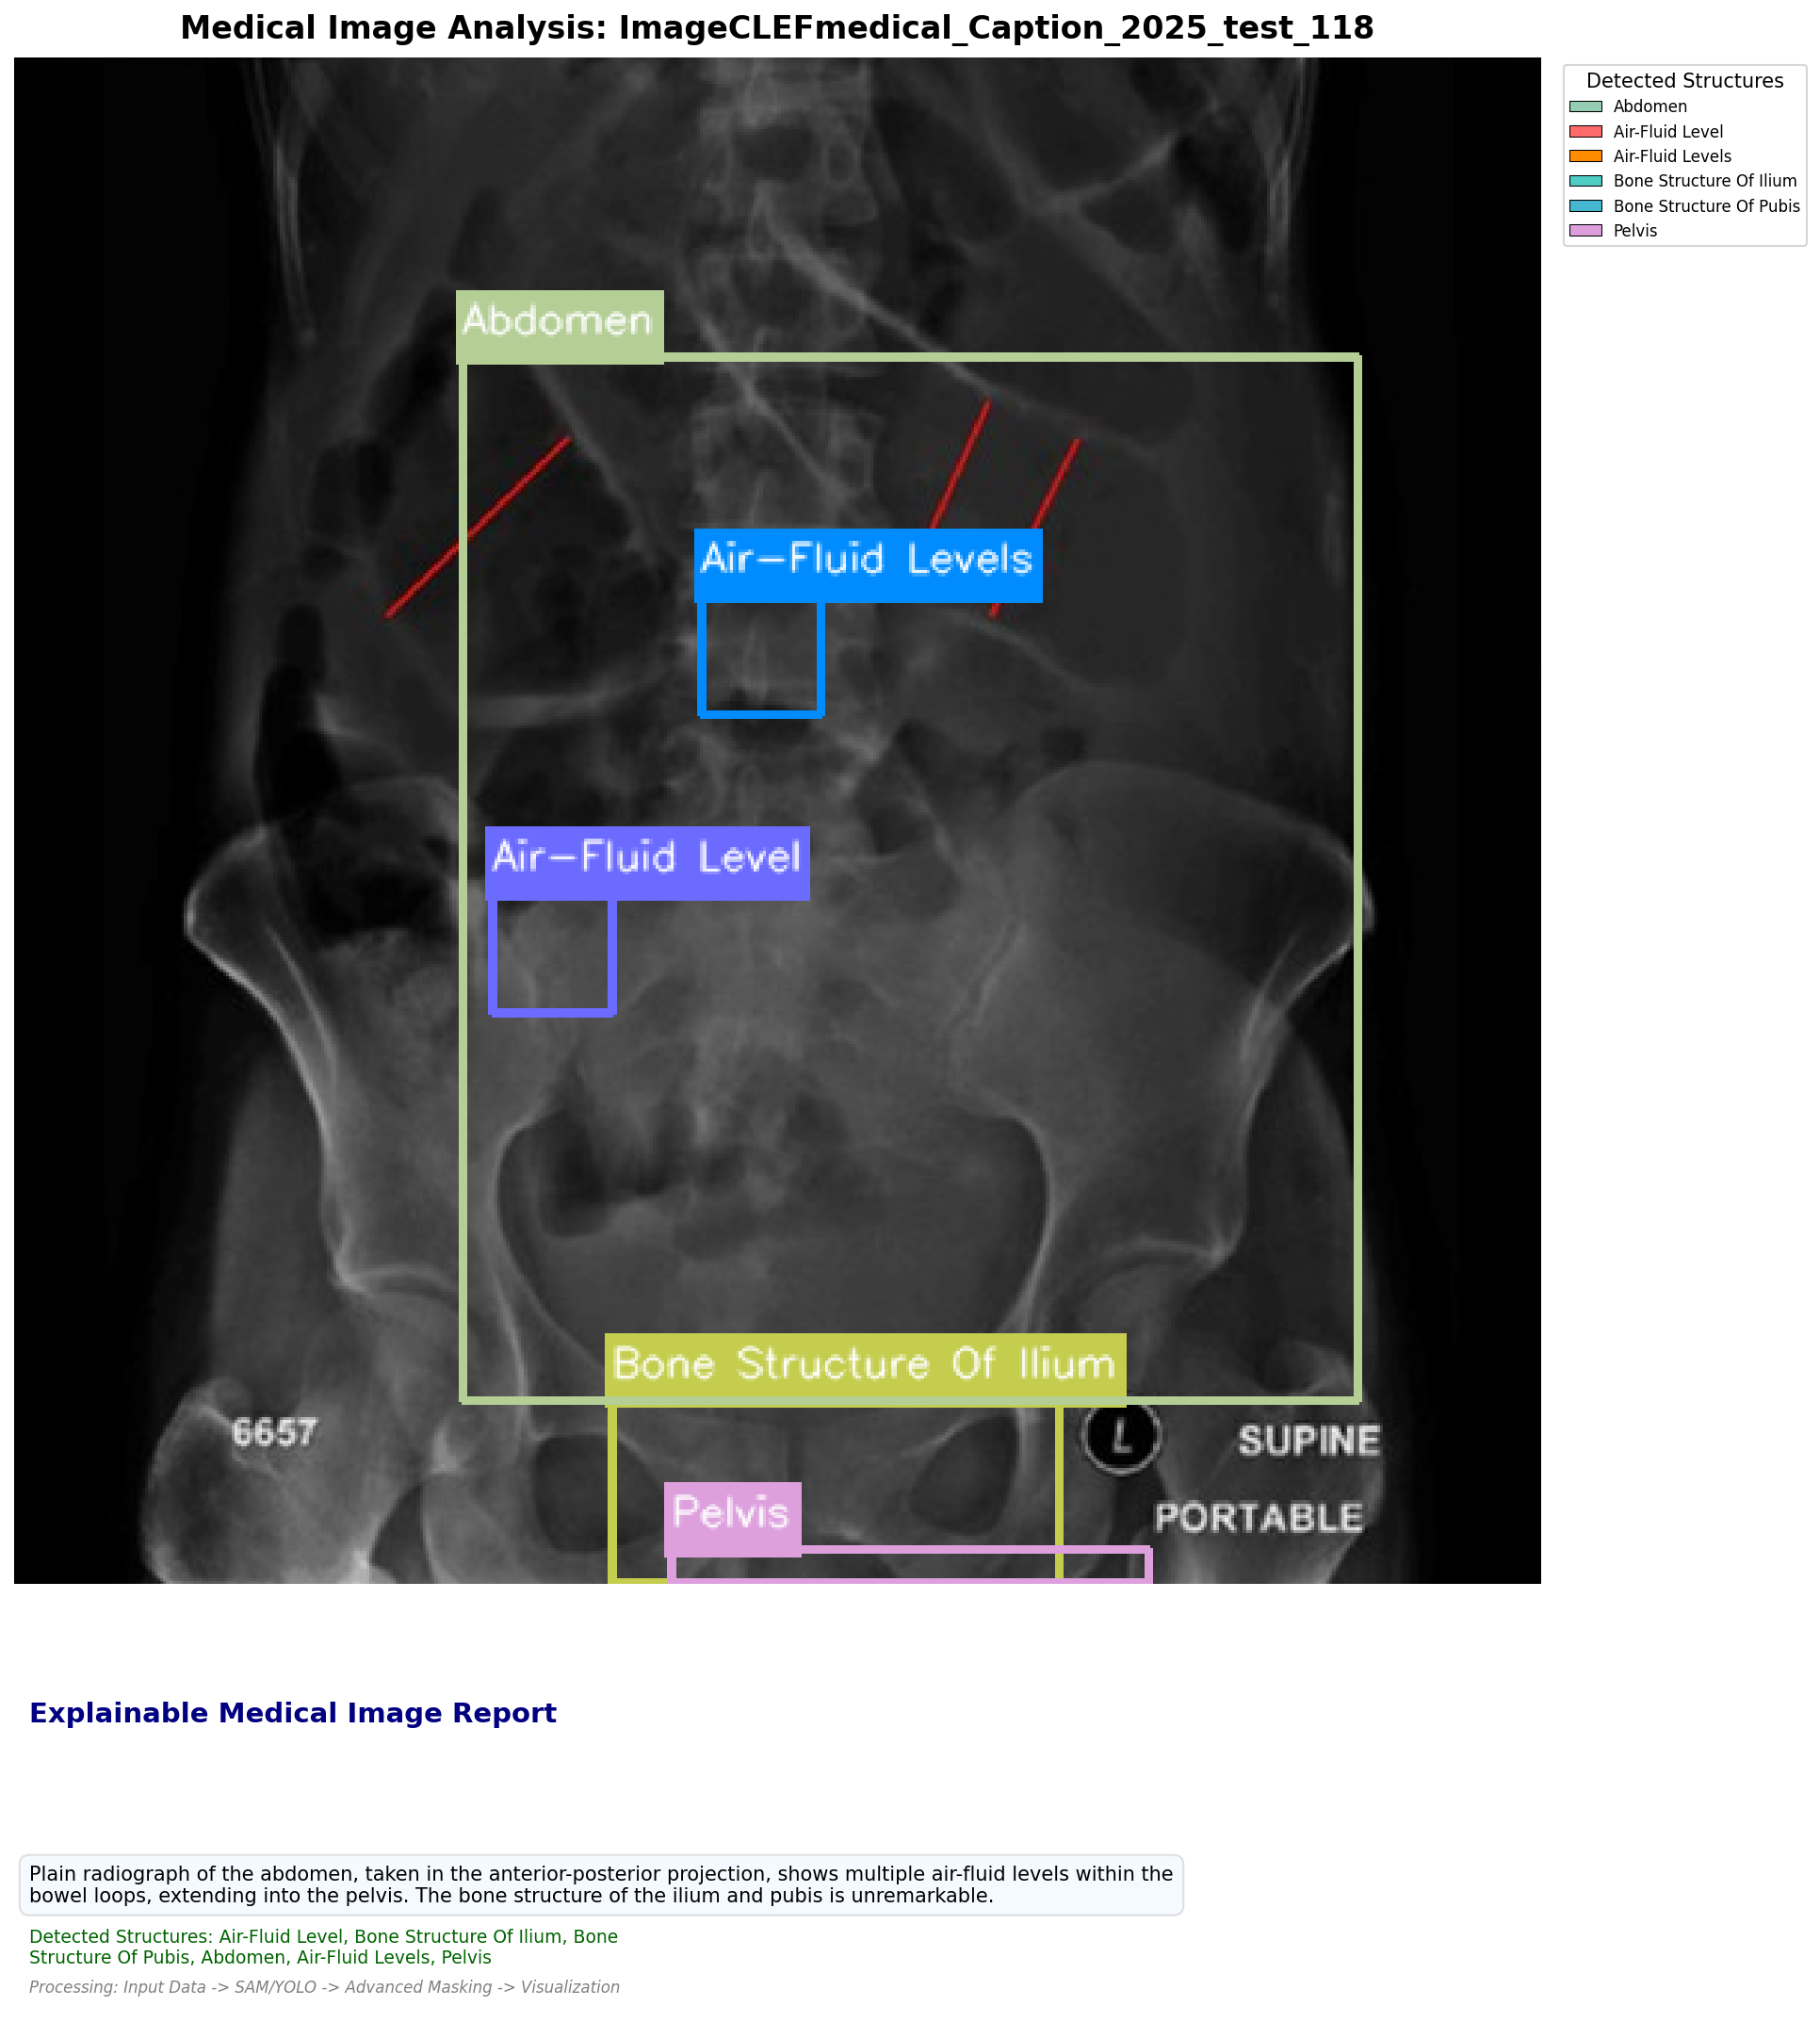 Medical Image Analysis: ImageCLEFmedical_Caption_2025_test_118
Detected Structures
Abdomen
Air-Fluid Level
Air-Fluid Levels
Bone Structure Of Ilium
Bone Structure Of Pubis
Pelvis
Abdomen
Air-Fluid Levels
Air-Fluid Level
Bone Structure Of Ilium
6657
L
SUPINE
Pelvis
PORTABLE
Explainable Medical Image Report
Plain radiograph of the abdomen, taken in the anterior-posterior projection, shows multiple air-fluid levels within the
bowel loops, extending into the pelvis. The bone structure of the ilium and pubis is unremarkable.
Detected Structures: Air-Fluid Level, Bone Structure Of Ilium, Bone
Structure Of Pubis, Abdomen, Air-Fluid Levels, Pelvis
Processing: Input Data -> SAM/YOLO -> Advanced Masking -> Visualization